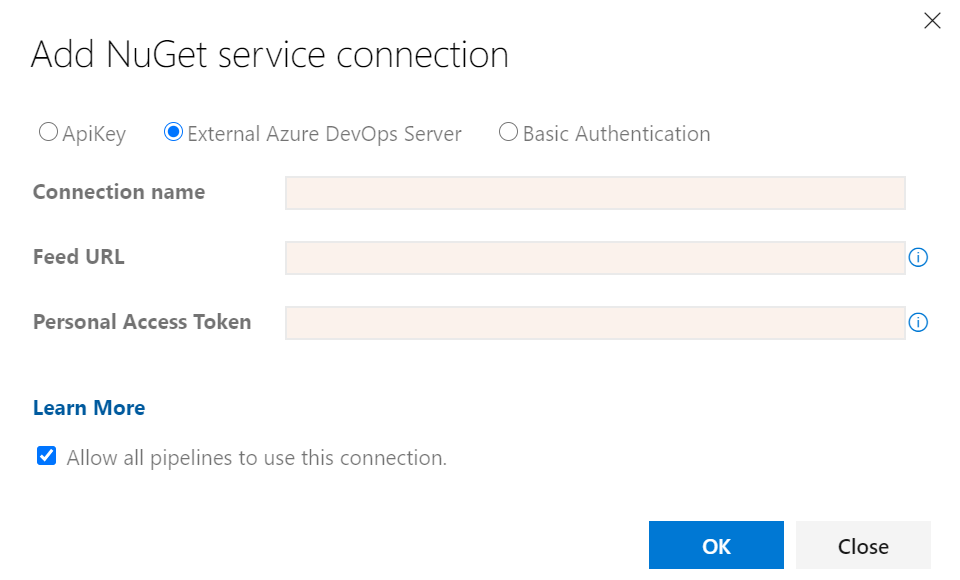 Add NuGet service connection
ApiKey External Azure DevOps Server Basic Authentication
Connection name
Feed URL
Personal Access Token
Learn More
Allow all pipelines to use this connection.
OK Close